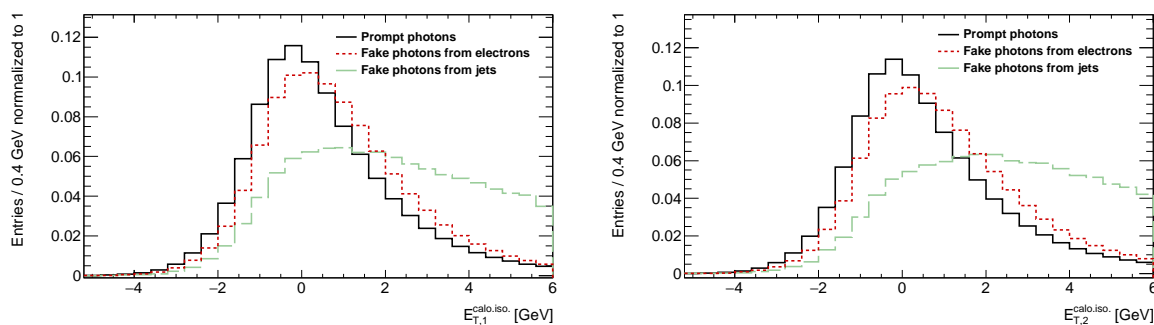 Entries / 0.4 GeV normnalized to 1
0.12
0.1
0.08
0.06
0.04
0.02
0
Prompt photons
Fake photons from electrons
Fake photons from jets
−4 −2 0 2 4 6
E_{T,1}^{calo.iso.} [GeV]
Entries / 0.4 GeV normnalized to 1
0.12
0.1
0.08
0.06
0.04
0.02
0
Prompt photons
Fake photons from electrons
Fake photons from jets
−4 −2 0 2 4 6
E_{T,2}^{calo.iso.} [GeV]